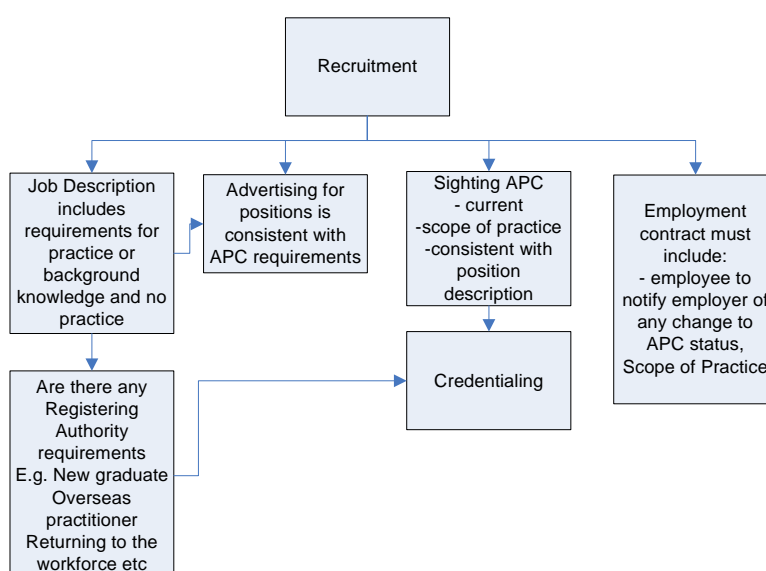 Recruitment
Job Description
includes
requirements for
practice or
background
knowledge and no
practice
Advertising for
positions is
consistent with
APC requirements
Sighting APC
- current
-scope of practice
-consistent with
position
description
Employment
contract must
include:
- employee to
notify employer of
any change to
APC status,
Scope of Practice
Are there any
Registering
Authority
requirements
E.g. New graduate
Overseas
practitioner
Returning to the
workforce etc
Credentialing